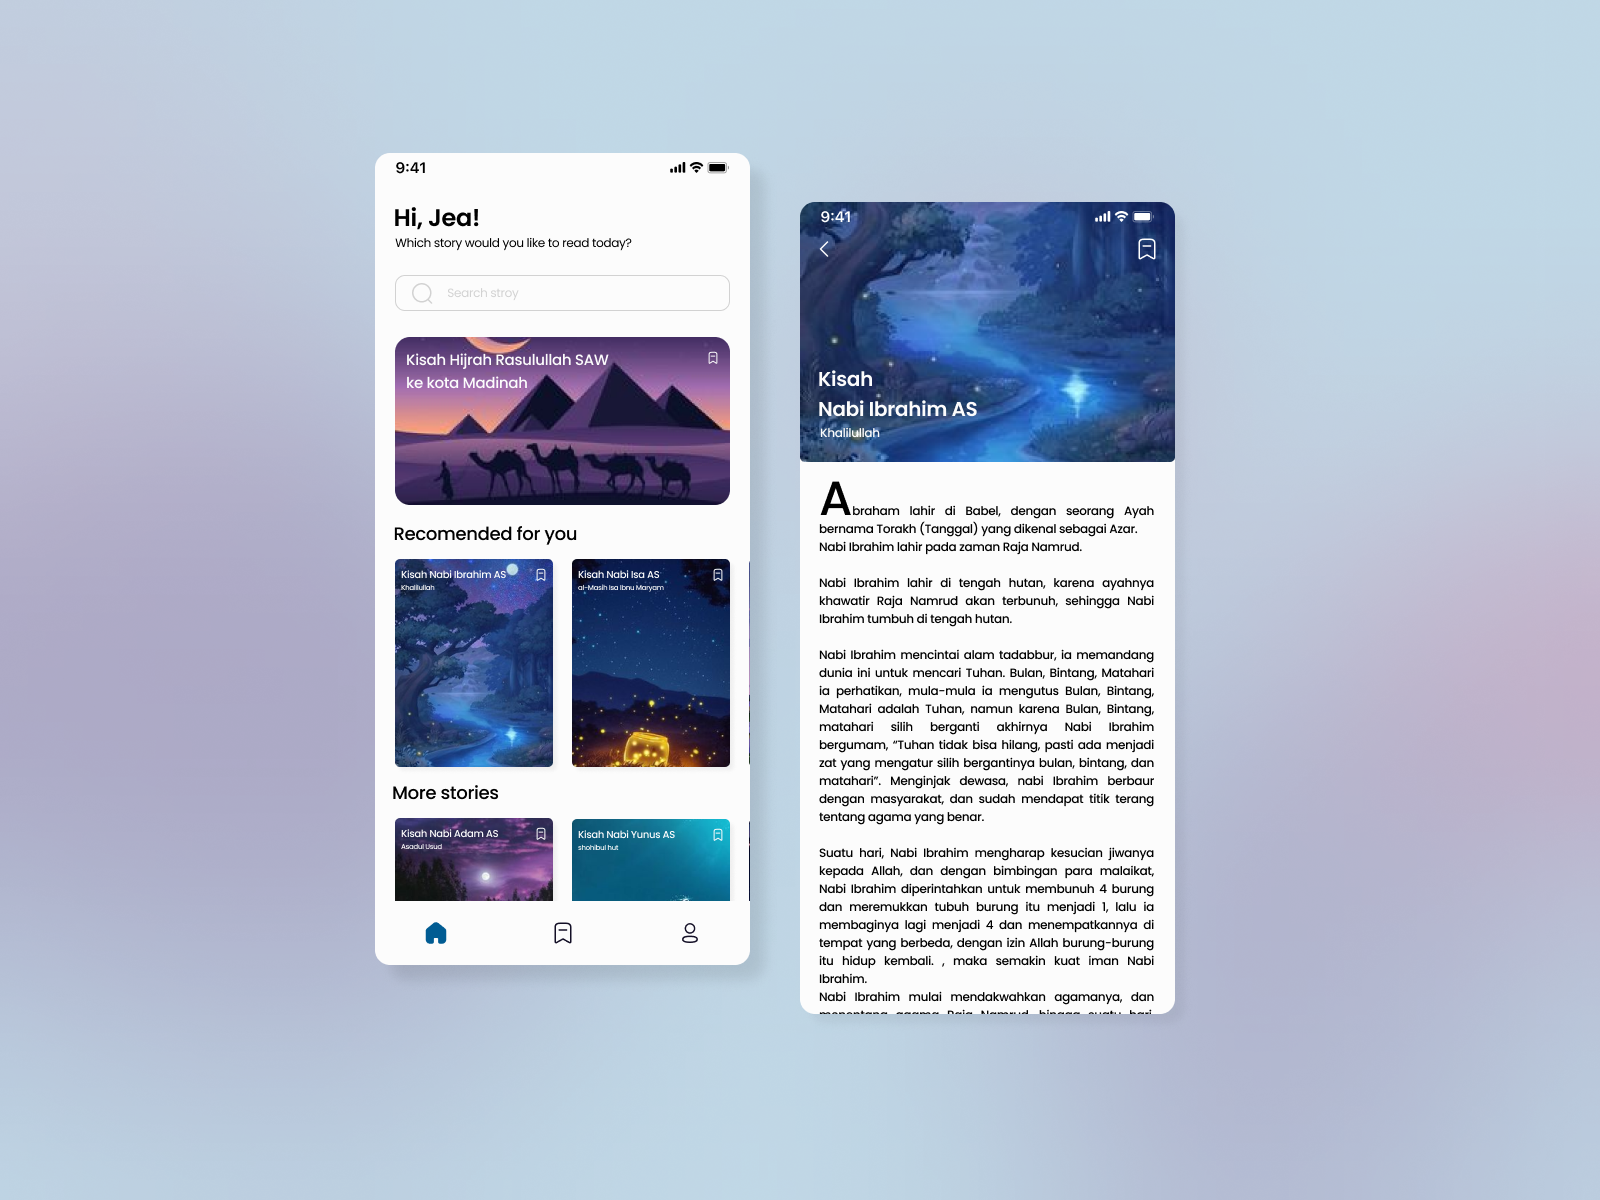 9:41
Hi, Jea!
Which story would you like to read today?
Search stroy
Kisah Hijrah Rasulullah SAW
ke kota Madinah
Recomended for you
Kisah Nabi Ibrahim AS
Khalilullah
Kisah Nabi Isa AS
al-Masih Isa Ibnu Maryam
More stories
Kisah Nabi Adam AS
Asadul Usud
Kisah Nabi Yunus AS
shohibul hut
9:41
Kisah
Nabi Ibrahim AS
Khalilullah
Abraham lahir di Babel, dengan seorang Ayah
bernama Torakh (Tanggal) yang dikenal sebagai Azar.
Nabi Ibrahim lahir pada zaman Raja Namrud.
Nabi Ibrahim lahir di tengah hutan, karena ayahnya
khawatir Raja Namrud akan terbunuh, sehingga Nabi
Ibrahim tumbuh di tengah hutan.
Nabi Ibrahim mencintai alam tadabbur, ia memandang
dunia ini untuk mencari Tuhan. Bulan, Bintang, Matahari
ia perhatikan, mula-mula ia mengutus Bulan, Bintang,
Matahari adalah Tuhan, namun karena Bulan, Bintang,
matahari silih berganti akhirnya Nabi Ibrahim
bergumam, “Tuhan tidak bisa hilang, pasti ada menjadi
zat yang mengatur silih bergantinya bulan, bintang, dan
matahari”. Menginjak dewasa, nabi Ibrahim berbaur
dengan masyarakat, dan sudah mendapat titik terang
tentang agama yang benar.
Suatu hari, Nabi Ibrahim mengharap kesucian jiwanya
kepada Allah, dan dengan bimbingan para malaikat,
Nabi Ibrahim diperintahkan untuk membunuh 4 burung
dan meremukkan tubuh burung itu menjadi 1, lalu ia
membaginya lagi menjadi 4 dan menempatkannya di
tempat yang berbeda, dengan izin Allah burung-burung
itu hidup kembali. , maka semakin kuat iman Nabi
Ibrahim.
Nabi Ibrahim mulai mendakwahkan agamanya, dan
menentang agama Raja Namrud, hingga suatu hari,